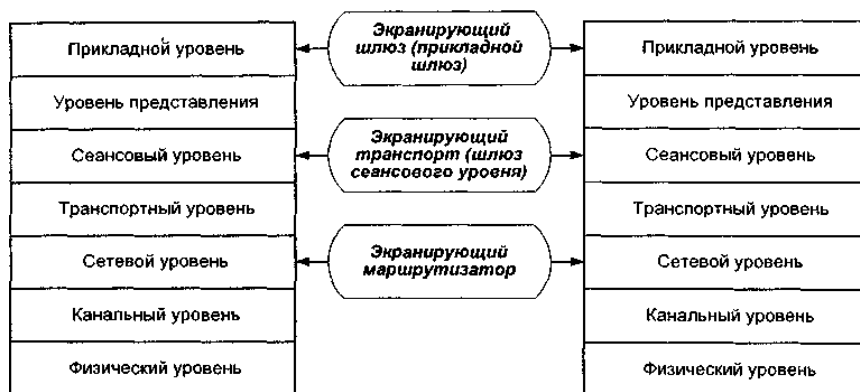 Прикладной уровень
Уровень представления
Сеансовый уровень
Транспортный уровень
Сетевой уровень
Канальный уровень
Физический уровень
Экранирующий
шлюз (прикладной
шлюз)
Экранирующий
транспорт (шлюз
сеансового уровня)
Экранирующий
маршрутизатор
Прикладной уровень
Уровень представления
Сеансовый уровень
Транспортный уровень
Сетевой уровень
Канальный уровень
Физический уровень